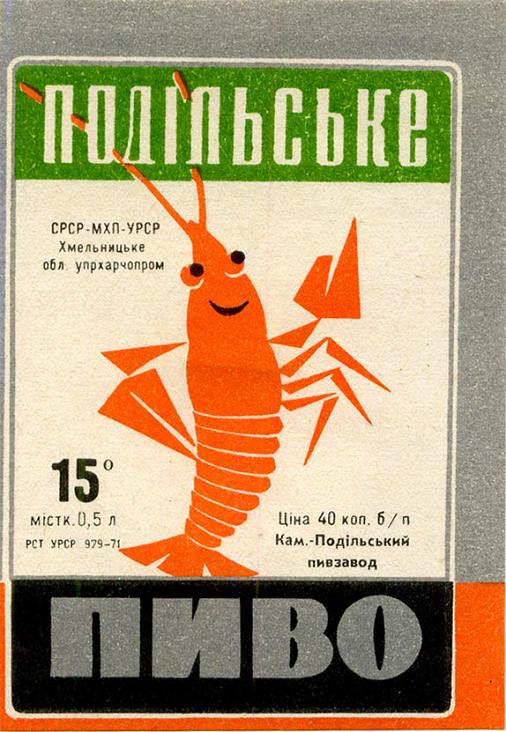 ПОДІЛЬСЬКЕ
СРСР-МХП-УРСР
Хмельницьке
обл. упрхарчопром
15°
містк. 0,5 л
РСТ УРСР 979-71
Ціна 40 коп. б/п
Кам.-Подільський
пивзавод
ПИВО